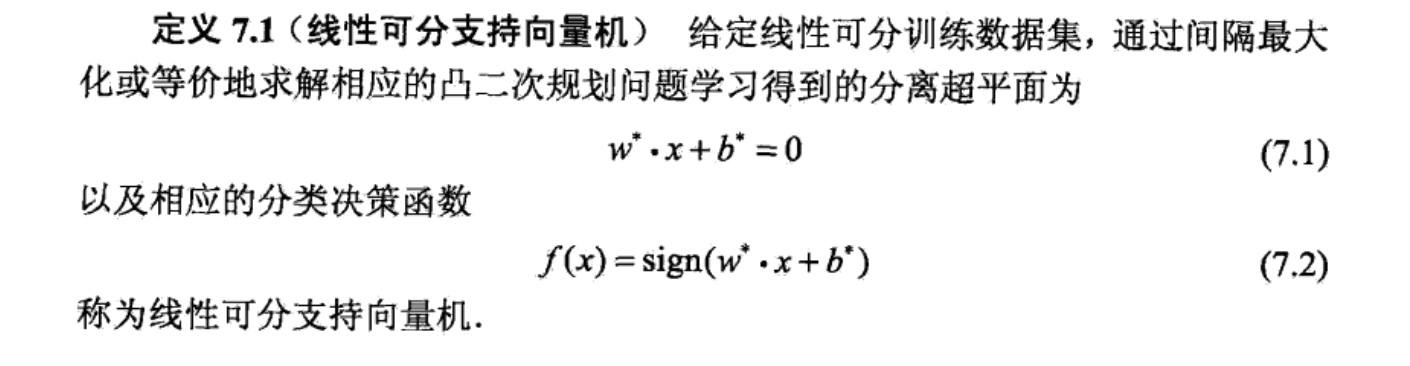 定义 7.1（线性可分支持向量机） 给定线性可分训练数据集，通过间隔最大
化或等价地求解相应的凸二次规划问题学习得到的分离超平面为
w* · x + b* = 0 (7.1)
以及相应的分类决策函数
f(x) = sign(w* · x + b*) (7.2)
称为线性可分支持向量机．